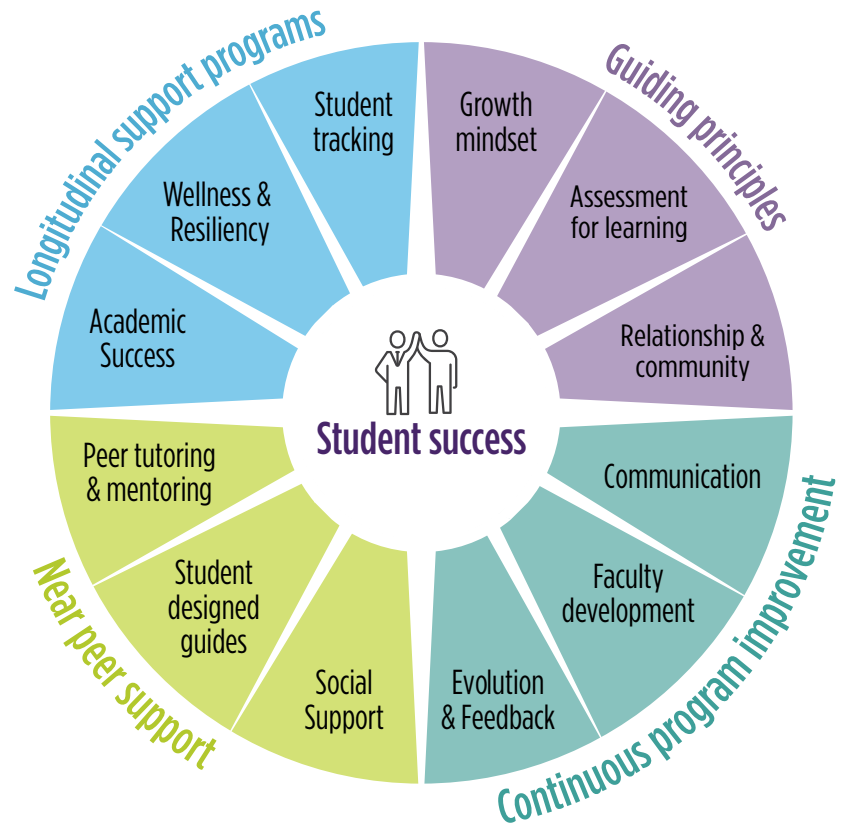 Longitudinal support programs
Guiding principles
Student
tracking
Growth
mindset
Wellness &
Resiliency
Assessment
for learning
Academic
Success
Relationship &
community
Student success
Peer tutoring
& mentoring
Communication
Student
designed
guides
Faculty
development
Social
Support
Evolution
& Feedback
Near peer support
Continuous program improvement